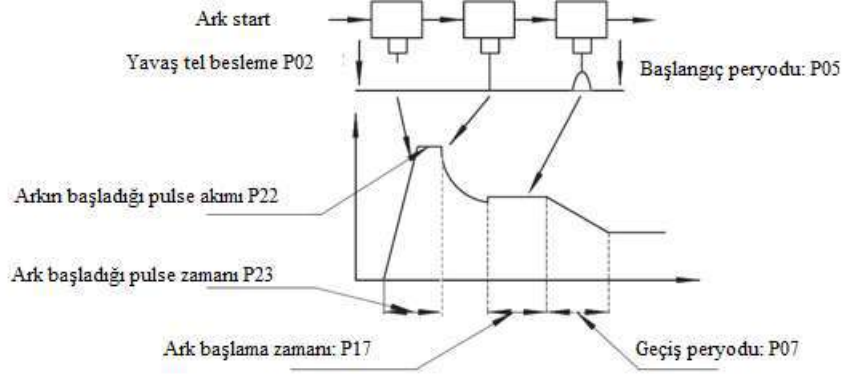 Ark start
Yavaş tel besleme P02
Başlangıç peryodu: P05
Arkın başladığı pulse akımı P22
Ark başladığı pulse zamanı P23
Ark başlama zamanı: P17
Geçiş peryodu: P07